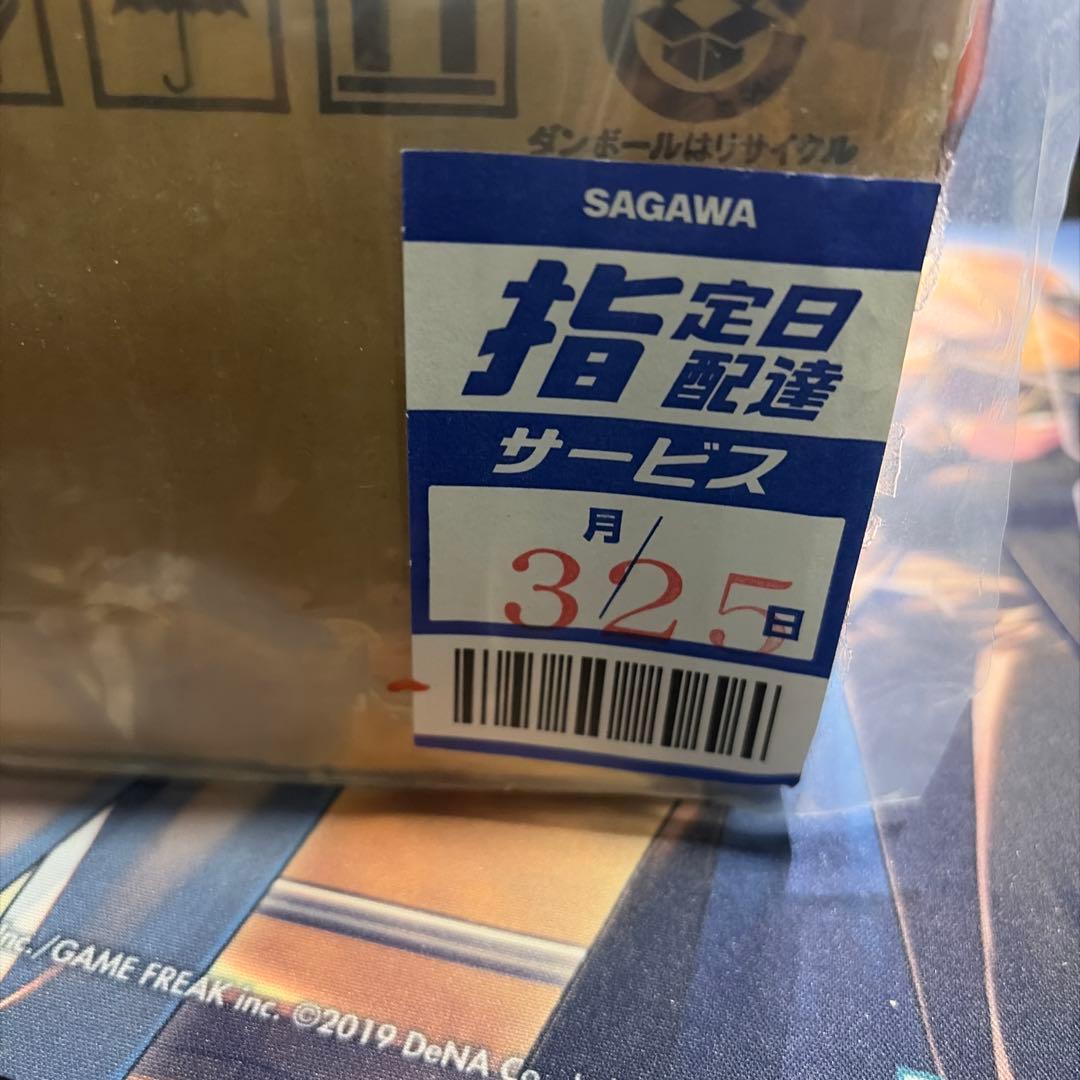 ダンボールはリサイクル
SAGAWA
指定日
配達
サービス
月/日
3 25
nc./GAME FREAK inc. ©2019 DeNA Co.